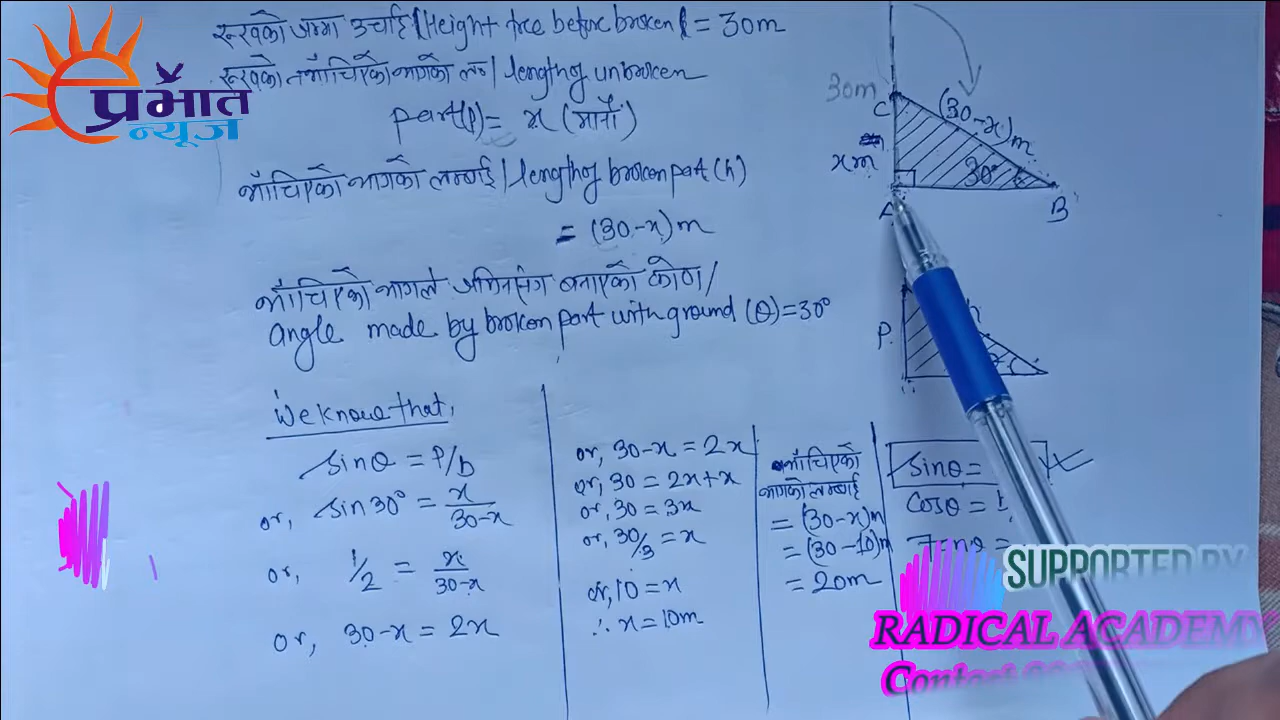 रूखको जम्मा उचाई/Height tree before broken = 30m
रूखको नभाँचिएको भागको लम्/length of unbroken
part(p) = x (मानौं)
भाँचिएको भागको लम्बाई/length of broken part (h)
= (30-x)m
भाँचिएको भागले जमिनसंग बनाएको कोण/
angle made by broken part with ground (θ) = 30°
We know that,
sinθ = P/h
or, sin30° = x/30-x
or, 1/2 = x/30-x
or, 30-x = 2x
or, 30-x = 2x
or, 30 = 2x+x
or, 30 = 3x
or, 30/3 = x
or, 10 = x
∴ x = 10m
भाँचिएको
भागको लम्बाई
= (30-x)m
= (30-10)m
= 20m
sinθ =
cosθ =
30m
C
(30-x)m
xm
30°
A
B
P
h
प्रभात
न्यूज
SUPPORTED BY
RADICAL ACADEMY
Contact